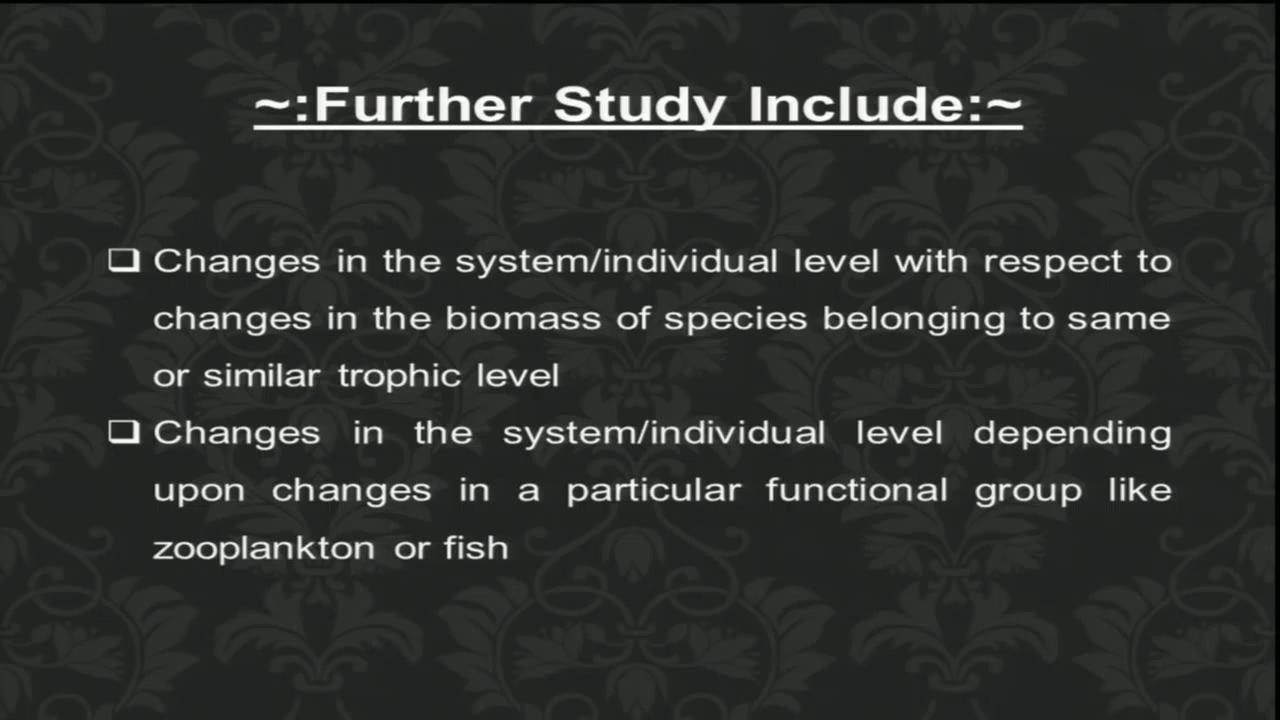 ~:Further Study Include:~
❑ Changes in the system/individual level with respect to
changes in the biomass of species belonging to same
or similar trophic level
❑ Changes in the system/individual level depending
upon changes in a particular functional group like
zooplankton or fish